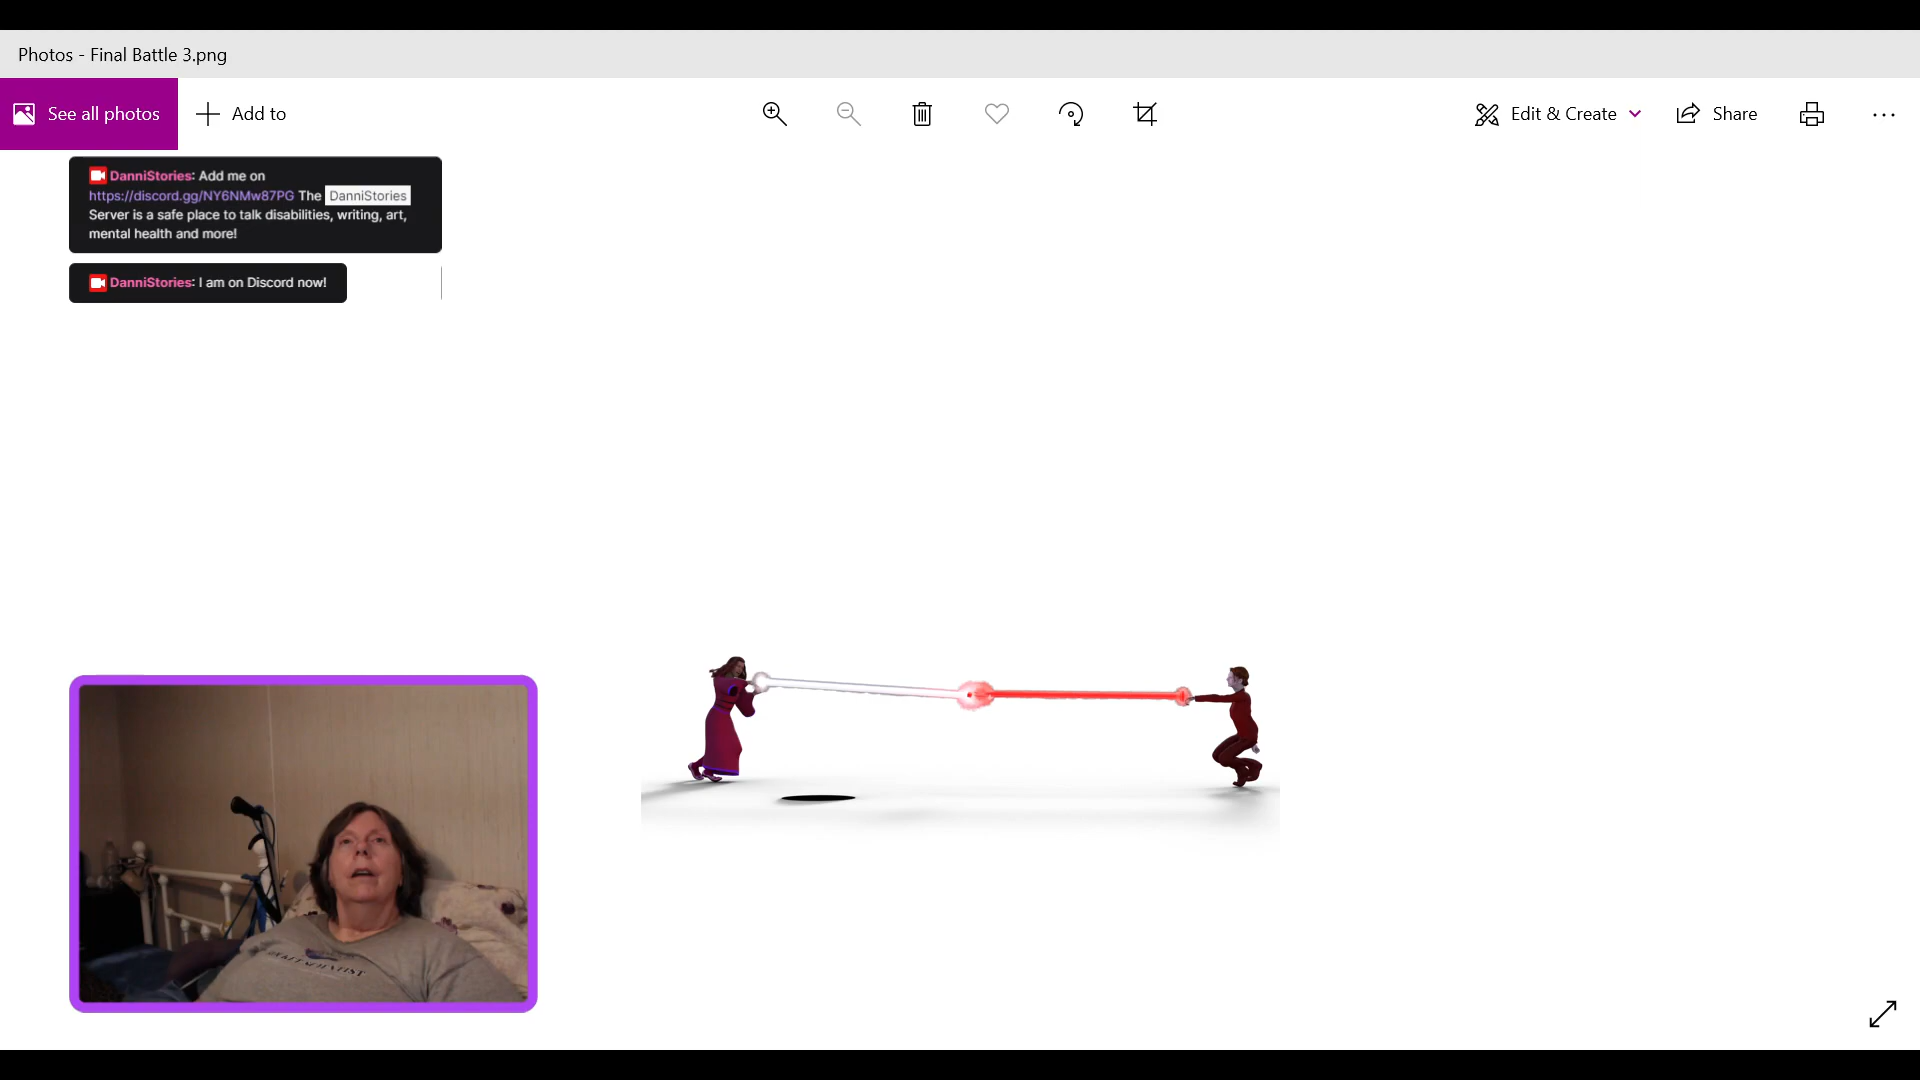 Photos - Final Battle 3.png
See all photos
Add to
Edit & Create
Share
DanniStories: Add me on
https://discord.gg/NY6NMw87PG The DanniStories
Server is a safe place to talk disabilities, writing, art,
mental health and more!
DanniStories: I am on Discord now!